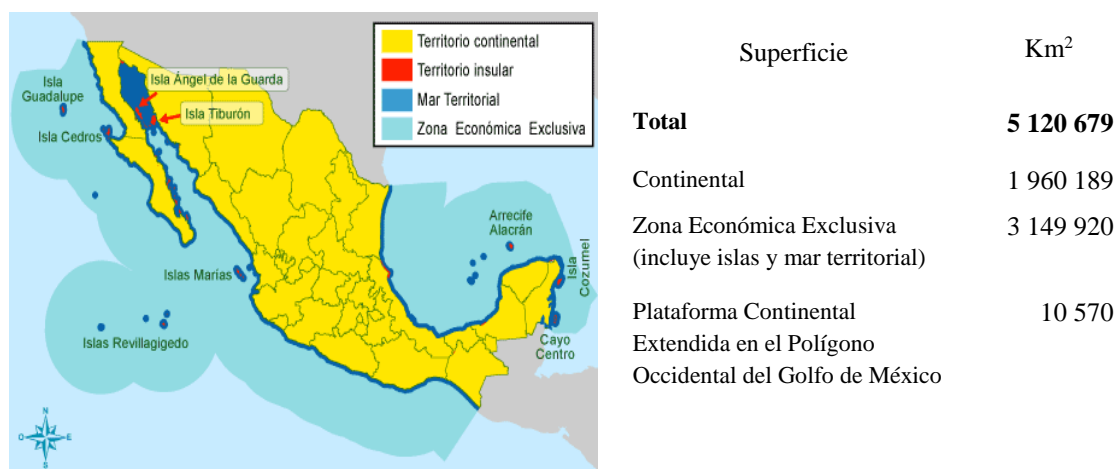 Territorio continental
Territorio insular
Mar Territorial
Zona Económica Exclusiva
Isla
Guadalupe
Isla Ángel de la Guarda
Isla Tiburón
Isla Cedros
Arrecife
Alacrán
Isla
Cozumel
Islas Marías
Islas Revillagigedo
Cayo
Centro
N
O E
S
Superficie Km²
Total 5 120 679
Continental 1 960 189
Zona Económica Exclusiva 3 149 920
(incluye islas y mar territorial)
Plataforma Continental 10 570
Extendida en el Polígono
Occidental del Golfo de México